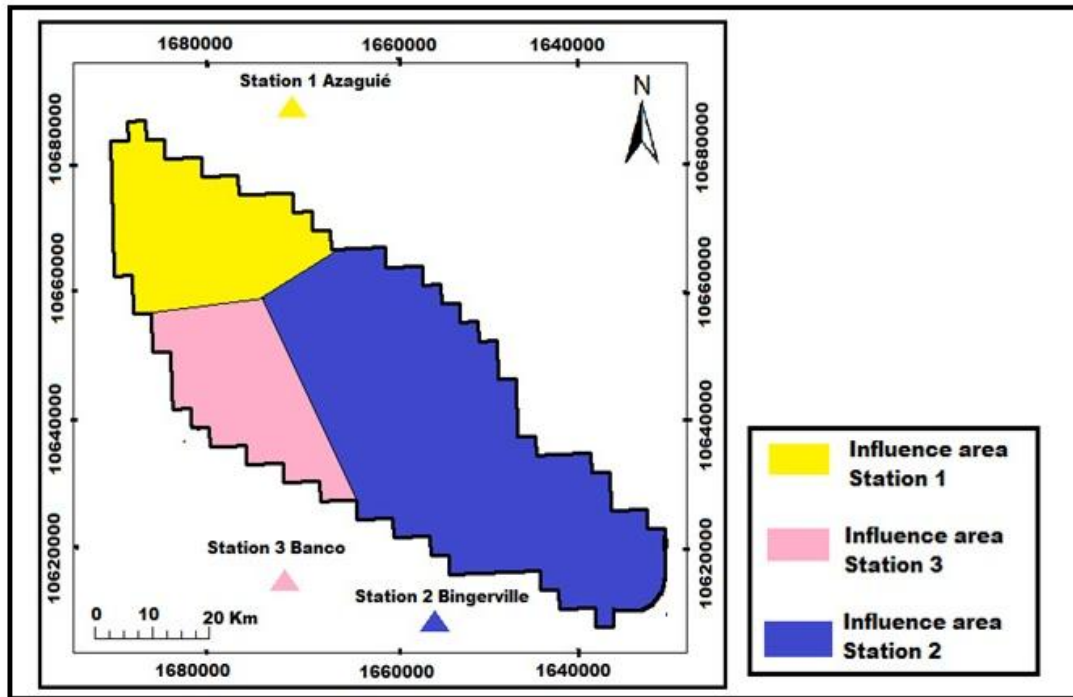 1680000 1660000 1640000
Station 1 Azaguié
N
10680000
10660000
10640000
10620000
10680000
10660000
10640000
10620000
Station 3 Banco
Station 2 Bingerville
0 10 20 Km
1680000 1660000 1640000
Influence area
Station 1
Influence area
Station 3
Influence area
Station 2